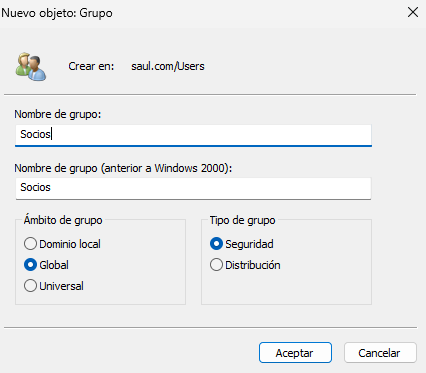 Nuevo objeto: Grupo
Crear en: saul.com/Users
Nombre de grupo:
Socios
Nombre de grupo (anterior a Windows 2000):
Socios
Ámbito de grupo
Dominio local
Global
Universal
Tipo de grupo
Seguridad
Distribución
Aceptar
Cancelar